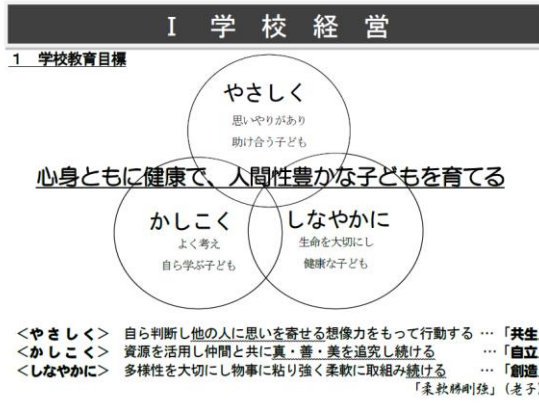 Ⅰ 学 校 経 営
1 学校教育目標
やさしく
思いやりがあり
助け合う子ども
心身ともに健康で、人間性豊かな子どもを育てる
かしこく
よく考え
自ら学ぶ子ども
しなやかに
生命を大切にし
健康な子ども
<やさしく> 自ら判断し他の人に思いを寄せる想像力をもって行動する … 「共生
<かしこく> 資源を活用し仲間と共に真・善・美を追究し続ける … 「自立
<しなやかに> 多様性を大切にし物事に粘り強く柔軟に取組み続ける … 「創造
「柔軟勝剛強」(老子